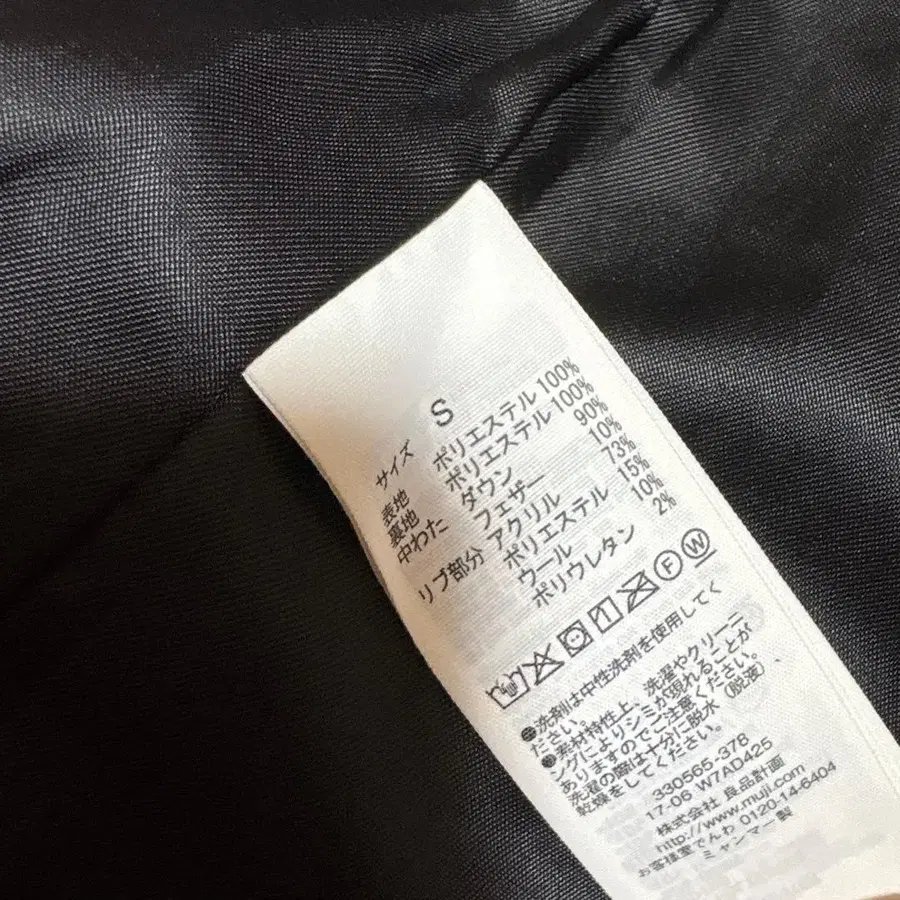 サイズ S
表地 ポリエステル 100%
裏地 ポリエステル 100%
中わた ダウン 90%
フェザー 10%
リブ部分 アクリル 73%
ポリエステル 15%
ウール 10%
ポリウレタン 2%
F W
●洗剤は中性洗剤を使用してく
ださい。
●素材特性上、洗濯やクリーニ
ングによりシミが現れることが
ありますのでご注意ください。
洗濯の際は十分に脱水(脱液)
乾燥をしてください。
330565-378
17-06 W7AD425
株式会社 良品計画
http://www.muji.com
お客様室でんわ 0120-14-6404
ミャンマー製